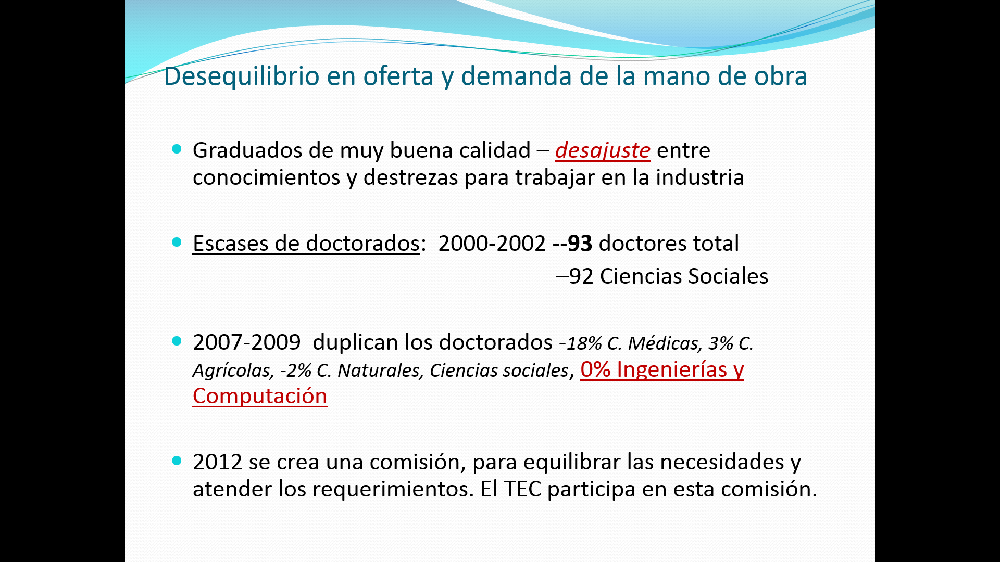 Desequilibrio en oferta y demanda de la mano de obra
• Graduados de muy buena calidad – desajuste entre
conocimientos y destrezas para trabajar en la industria
• Escases de doctorados: 2000-2002 --93 doctores total
–92 Ciencias Sociales
• 2007-2009 duplican los doctorados -18% C. Médicas, 3% C.
Agrícolas, -2% C. Naturales, Ciencias sociales, 0% Ingenierías y
Computación
• 2012 se crea una comisión, para equilibrar las necesidades y
atender los requerimientos. El TEC participa en esta comisión.